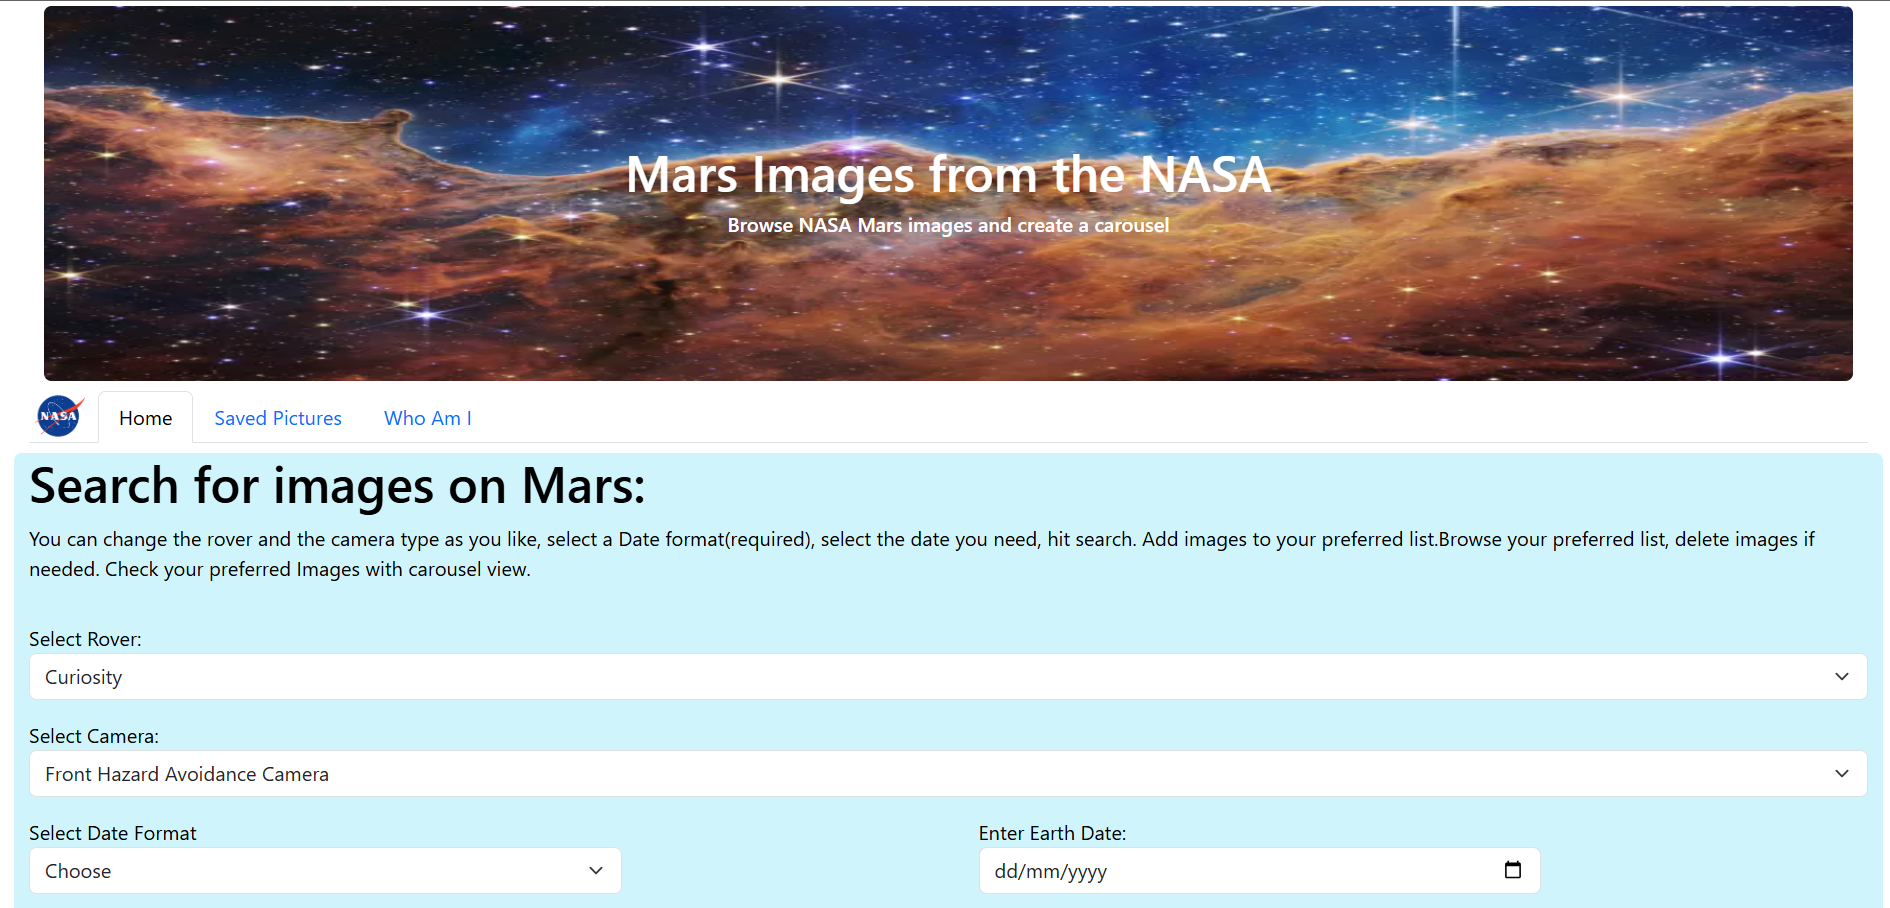 Mars Images from the NASA
Browse NASA Mars images and create a carousel
NASA
Home
Saved Pictures
Who Am I
Search for images on Mars:
You can change the rover and the camera type as you like, select a Date format(required), select the date you need, hit search. Add images to your preferred list.Browse your preferred list, delete images if
needed. Check your preferred Images with carousel view.
Select Rover:
Curiosity
Select Camera:
Front Hazard Avoidance Camera
Select Date Format
Choose
Enter Earth Date:
dd/mm/yyyy